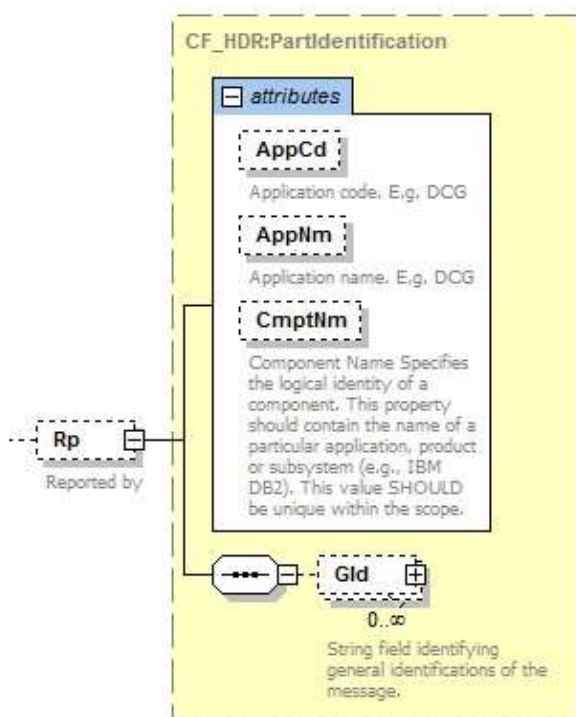 CF_HDR:PartIdentification
attributes
AppCd
Application code. E.g. DCG
AppNm
Application name. E.g. DCG
CmptNm
Component Name Specifies
the logical identity of a
component. This property
should contain the name of a
particular application, product
or subsystem (e.g., IBM
DB2). This value SHOULD
be unique within the scope.
Rp
Reported by
GId
0..∞
String field identifying
general identifications of the
message.